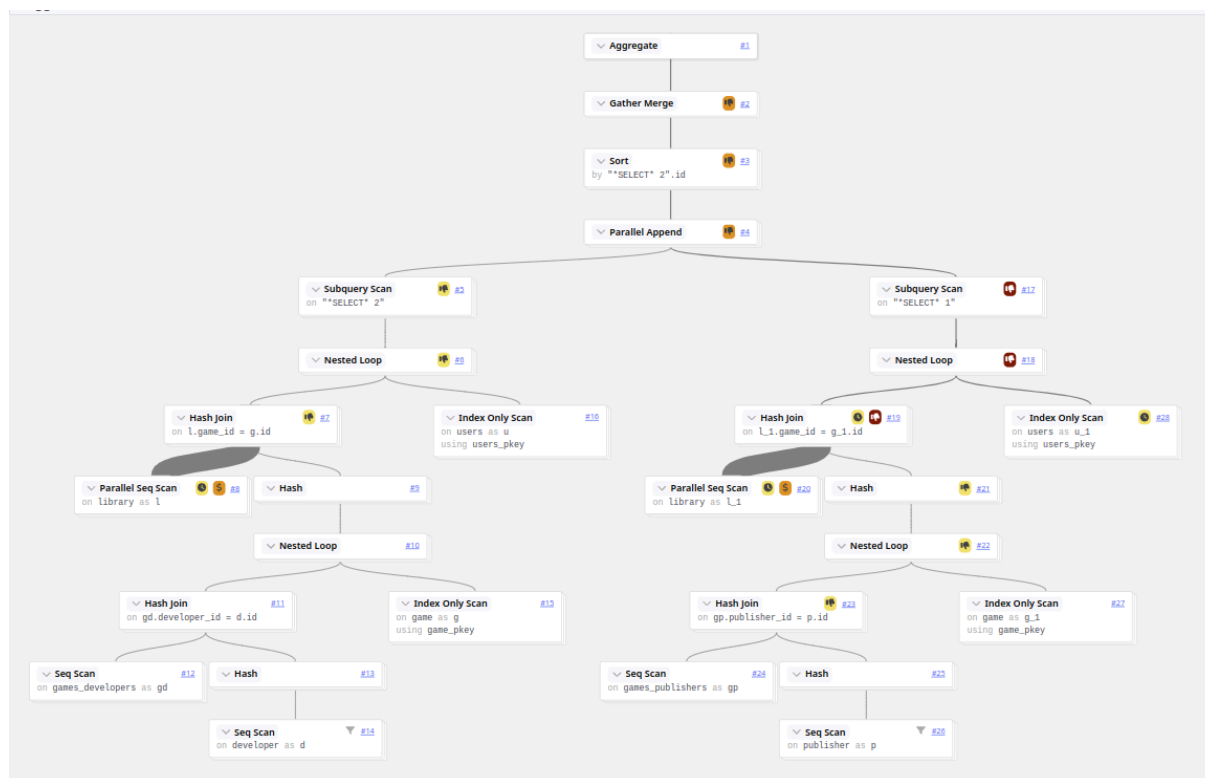 Aggregate #1
Gather Merge #2
Sort #3
by "*SELECT* 2".id
Parallel Append #4
Subquery Scan #5
on "*SELECT* 2"
Subquery Scan #17
on "*SELECT* 1"
Nested Loop #6
Nested Loop #18
Hash Join #7
on l.game_id = g.id
Index Only Scan #16
on users as u
using users_pkey
Hash Join #19
on l_1.game_id = g_1.id
Index Only Scan #28
on users as u_1
using users_pkey
Parallel Seq Scan $ #8
on library as l
Hash #9
Parallel Seq Scan $ #20
on library as l_1
Hash #21
Nested Loop #10
Nested Loop #22
Hash Join #11
on gd.developer_id = d.id
Index Only Scan #15
on game as g
using game_pkey
Hash Join #23
on gp.publisher_id = p.id
Index Only Scan #27
on game as g_1
using game_pkey
Seq Scan #12
on games_developers as gd
Hash #13
Seq Scan #24
on games_publishers as gp
Hash #25
Seq Scan #14
on developer as d
Seq Scan #26
on publisher as p